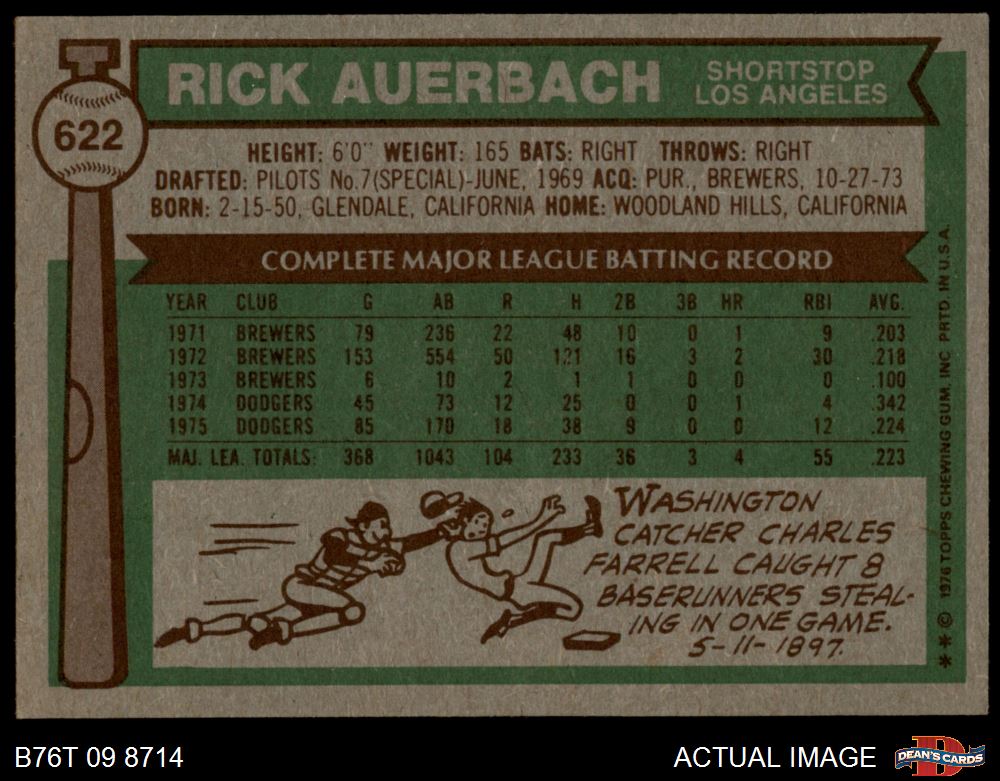 622
RICK AUERBACH
SHORTSTOP
LOS ANGELES
HEIGHT: 6'0" WEIGHT: 165 BATS: RIGHT THROWS: RIGHT
DRAFTED: PILOTS No.7(SPECIAL)-JUNE, 1969 ACQ: PUR., BREWERS, 10-27-73
BORN: 2-15-50, GLENDALE, CALIFORNIA HOME: WOODLAND HILLS, CALIFORNIA
COMPLETE MAJOR LEAGUE BATTING RECORD
YEAR CLUB G AB R H 2B 3B HR RBI AVG.
1971 BREWERS 79 236 22 48 10 0 1 9 .203
1972 BREWERS 153 554 50 121 16 3 2 30 .218
1973 BREWERS 6 10 2 1 1 0 0 0 .100
1974 DODGERS 45 73 12 25 0 0 1 4 .342
1975 DODGERS 85 170 18 38 9 0 0 12 .224
MAJ. LEA. TOTALS: 368 1043 104 233 36 3 4 55 .223
WASHINGTON
CATCHER CHARLES
FARRELL CAUGHT 8
BASERUNNERS STEAL-
ING IN ONE GAME.
5-11-1897.
** © 1976 TOPPS CHEWING GUM, INC. PRTD. IN U.S.A.
B76T 09 8714
ACTUAL IMAGE
D
DEAN'S CARDS